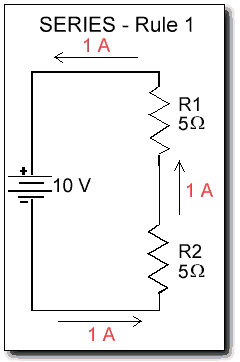 SERIES - Rule 1
1 A
R1
5Ω
+
10 V
-
1 A
R2
5Ω
1 A